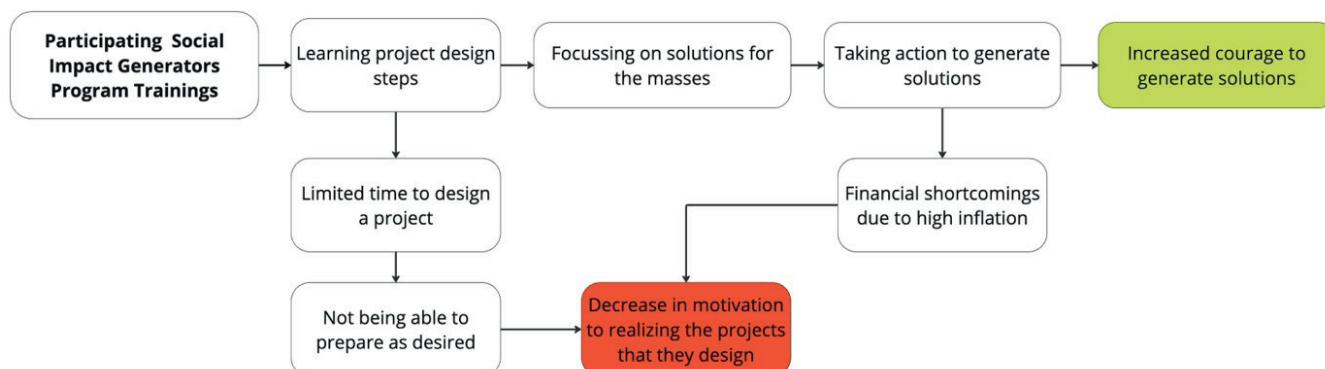 Participating Social
Impact Generators
Program Trainings
Learning project design
steps
Focussing on solutions for
the masses
Taking action to generate
solutions
Increased courage to
generate solutions
Limited time to design
a project
Financial shortcomings
due to high inflation
Not being able to
prepare as desired
Decrease in motivation
to realizing the projects
that they design